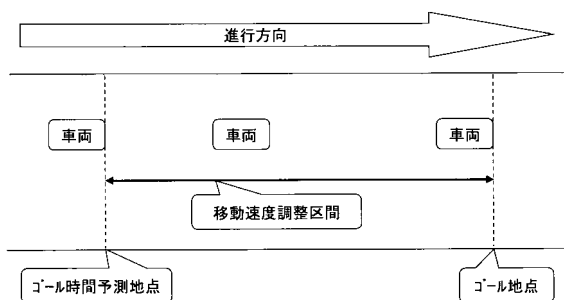 進行方向
車両
車両
車両
移動速度調整区間
ゴール時間予測地点
ゴール地点